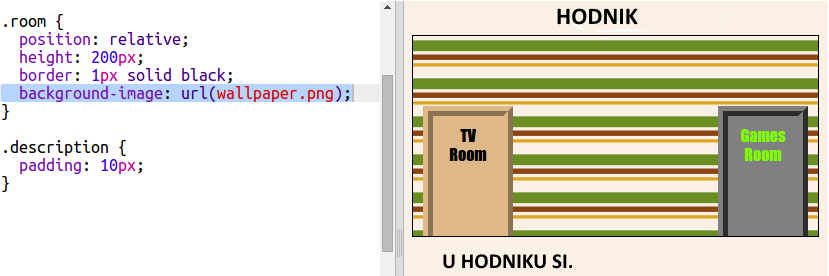 .room {
  position: relative;
  height: 200px;
  border: 1px solid black;
  background-image: url(wallpaper.png);
}
.description {
  padding: 10px;
}
HODNIK
TV
Room
Games
Room
U HODNIKU SI.